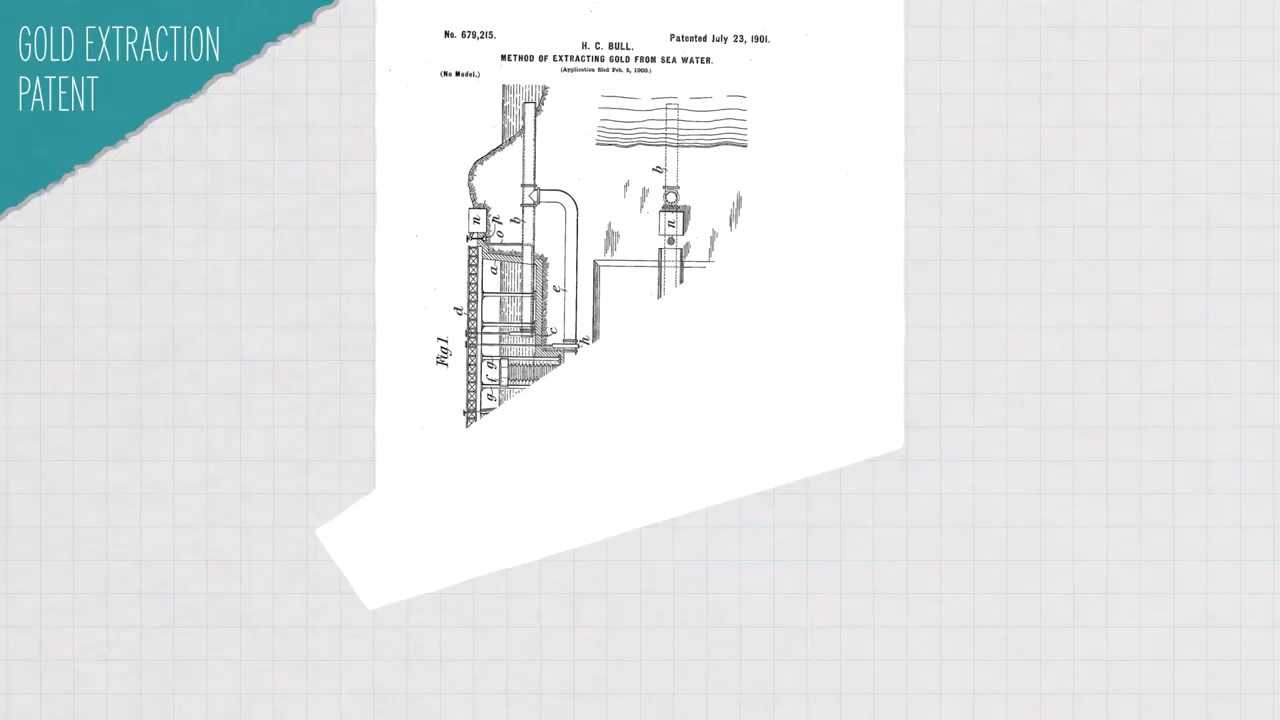 GOLD EXTRACTION
PATENT
No. 679,215.
Patented July 23, 1901.
H. C. BULL.
METHOD OF EXTRACTING GOLD FROM SEA WATER.
(Application filed Feb. 5, 1900.)
(No Model.)
b
n
n
p
o
b
a
e
d
c
h
Fig 1.
g
f
g